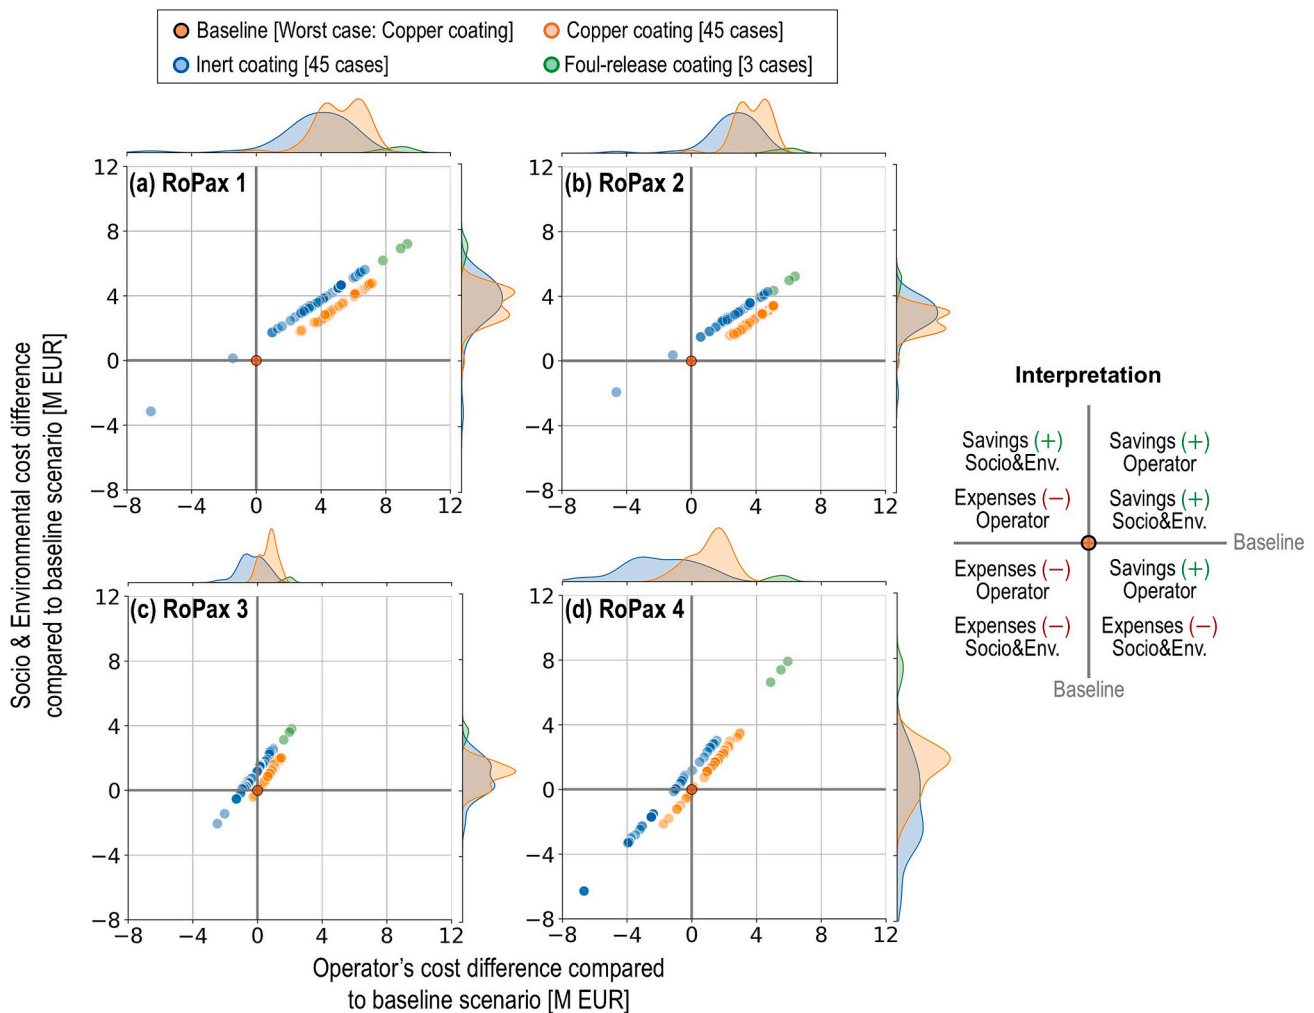 Baseline [Worst case: Copper coating]
Copper coating [45 cases]
Inert coating [45 cases]
Foul-release coating [3 cases]
(a) RoPax 1
12
8
4
0
−4
−8
−8 −4 0 4 8 12
(b) RoPax 2
12
8
4
0
−4
−8
−8 −4 0 4 8 12
(c) RoPax 3
12
8
4
0
−4
−8
−8 −4 0 4 8 12
(d) RoPax 4
12
8
4
0
−4
−8
−8 −4 0 4 8 12
Socio & Environmental cost difference
compared to baseline scenario [M EUR]
Operator's cost difference compared
to baseline scenario [M EUR]
Interpretation
Savings (+)
Socio&Env.
Expenses (−)
Operator
Savings (+)
Operator
Savings (+)
Socio&Env.
Baseline
Expenses (−)
Operator
Expenses (−)
Socio&Env.
Savings (+)
Operator
Expenses (−)
Socio&Env.
Baseline